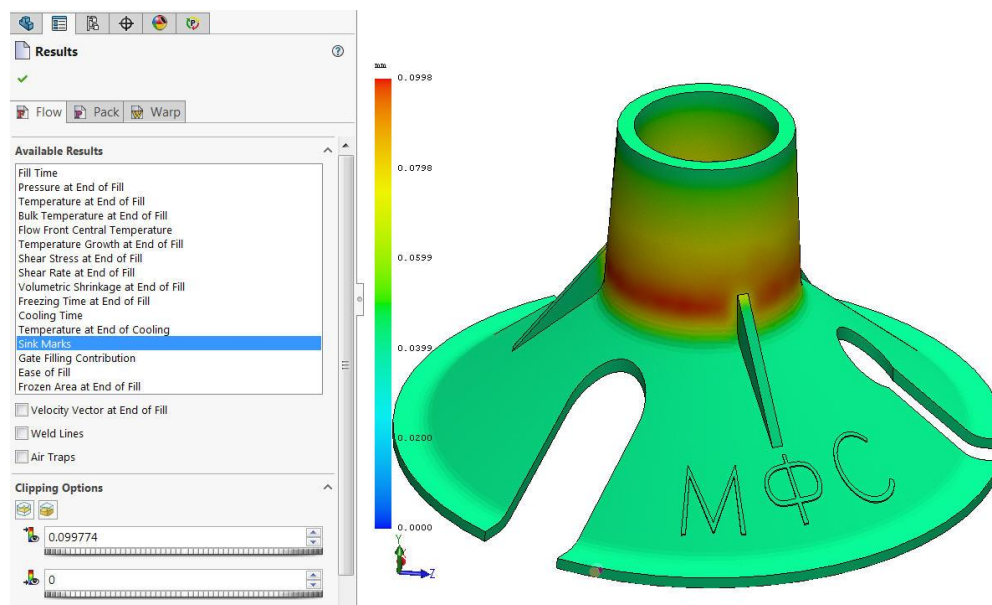 Results
Flow
Pack
Warp
Available Results
Fill Time
Pressure at End of Fill
Temperature at End of Fill
Bulk Temperature at End of Fill
Flow Front Central Temperature
Temperature Growth at End of Fill
Shear Stress at End of Fill
Shear Rate at End of Fill
Volumetric Shrinkage at End of Fill
Freezing Time at End of Fill
Cooling Time
Temperature at End of Cooling
Sink Marks
Gate Filling Contribution
Ease of Fill
Frozen Area at End of Fill
Velocity Vector at End of Fill
Weld Lines
Air Traps
Clipping Options
0.099774
0
mm
0.0998
0.0798
0.0599
0.0399
0.0200
0.0000
Y
Z
МФС